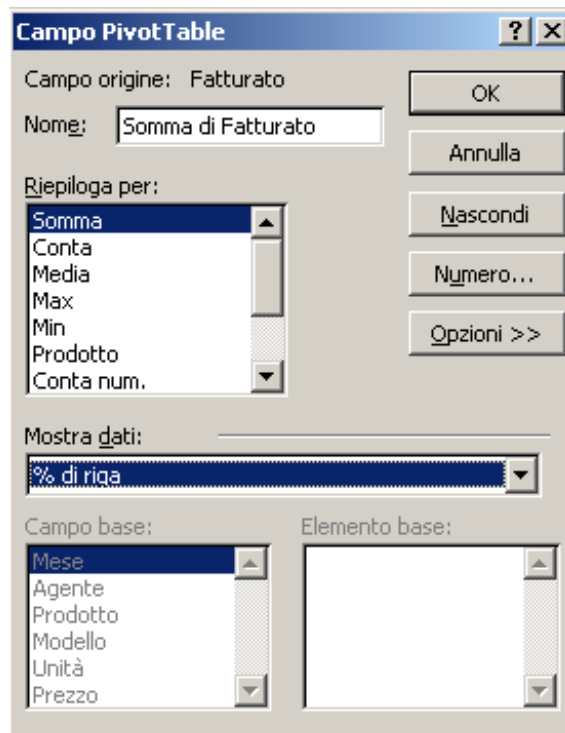 Campo PivotTable
Campo origine: Fatturato
Nome: Somma di Fatturato
OK
Annulla
Nascondi
Numero...
Opzioni >>
Riepiloga per:
Somma
Conta
Media
Max
Min
Prodotto
Conta num.
Mostra dati:
% di riga
Campo base:
Mese
Agente
Prodotto
Modello
Unità
Prezzo
Elemento base: